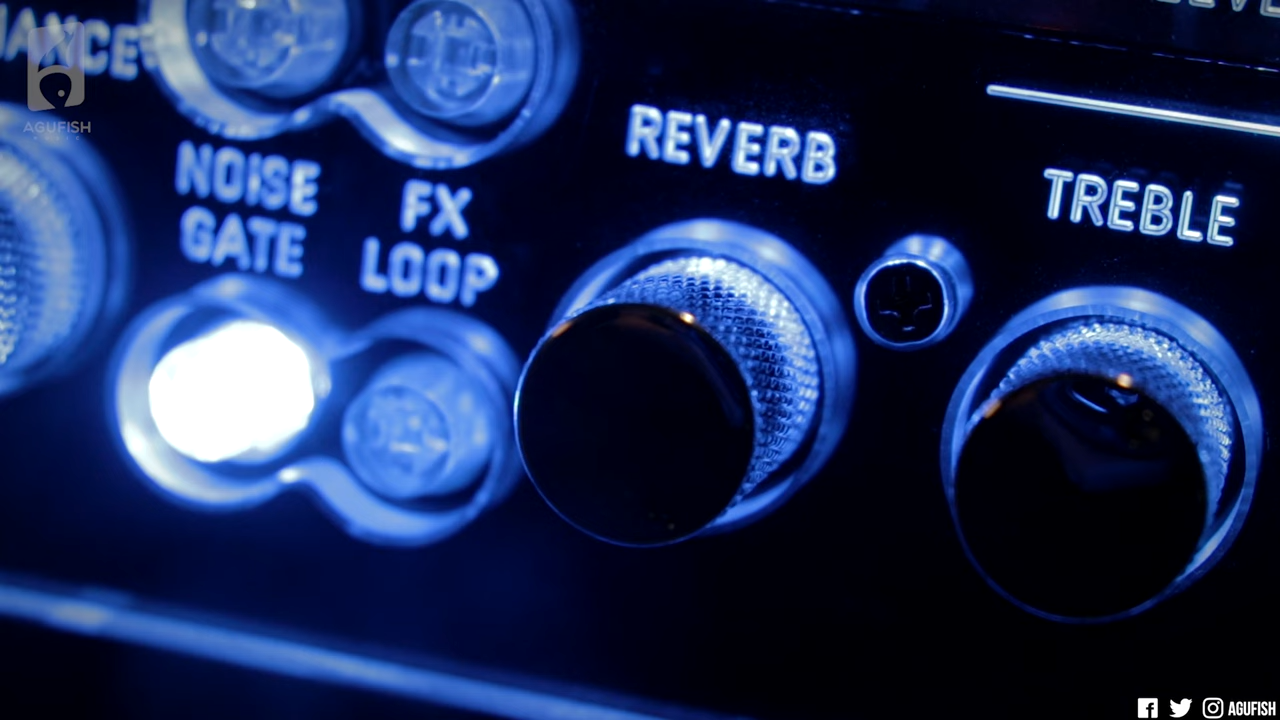 AGUFISH
NOISE
GATE
FX
LOOP
REVERB
TREBLE
AGUFISH